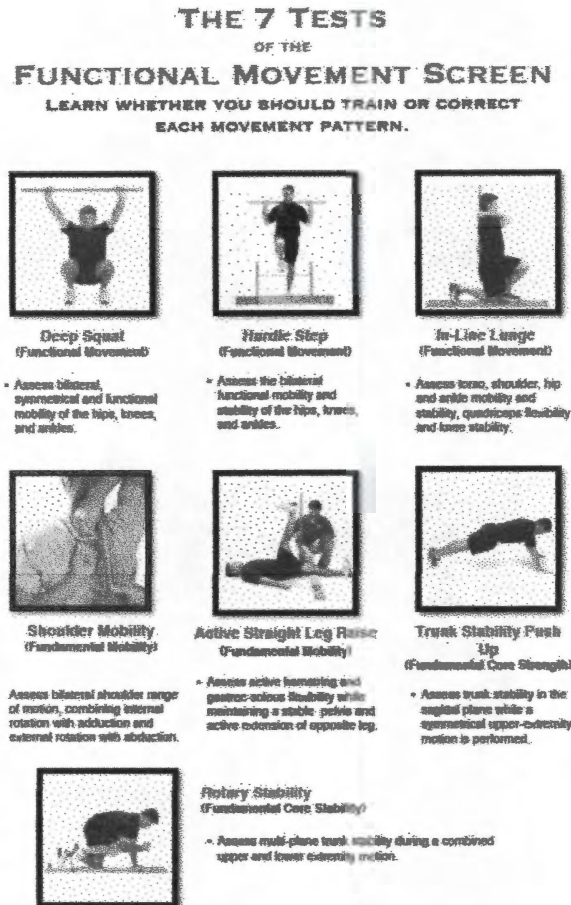 THE 7 TESTS
OF THE
FUNCTIONAL MOVEMENT SCREEN
LEARN WHETHER YOU SHOULD TRAIN OR CORRECT
EACH MOVEMENT PATTERN.
Deep Squat
(Functional Movement)
• Assess bilateral,
symmetrical and functional
mobility of the hips, knees,
and ankles.
Hurdle Step
(Functional Movement)
• Assess the bilateral
functional mobility and
stability of the hips, knees,
and ankles.
In-Line Lunge
(Functional Movement)
• Assess torso, shoulder, hip
and ankle mobility and
stability, quadriceps flexibility
and knee stability.
Shoulder Mobility
(Fundamental Mobility)
Assess bilateral shoulder range
of motion, combining internal
rotation with adduction and
external rotation with abduction.
Active Straight Leg Raise
(Fundamental Mobility)
• Assess active hamstring and
gastroc-soleus flexibility while
maintaining a stable pelvis and
active extension of opposite leg.
Trunk Stability Push
Up
(Fundamental Core Strength)
• Assess trunk stability in the
sagittal plane while a
symmetrical upper-extremity
motion is performed.
Rotary Stability
(Fundamental Core Stability)
• Assess multi-plane trunk stability during a combined
upper and lower extremity motion.